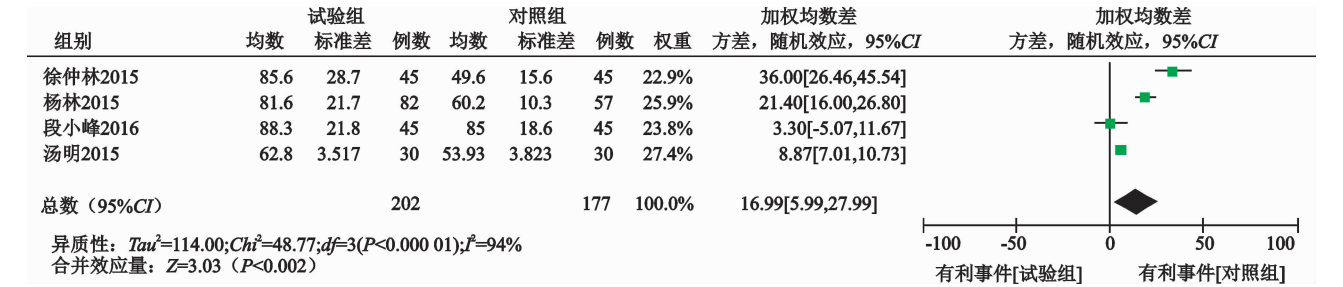 试验组 对照组 加权均数差 加权均数差
组别 均数 标准差 例数 均数 标准差 例数 权重 方差，随机效应，95%CI 方差，随机效应，95%CI
徐仲林2015 85.6 28.7 45 49.6 15.6 45 22.9% 36.00[26.46,45.54]
杨林2015 81.6 21.7 82 60.2 10.3 57 25.9% 21.40[16.00,26.80]
段小峰2016 88.3 21.8 45 85 18.6 45 23.8% 3.30[-5.07,11.67]
汤明2015 62.8 3.517 30 53.93 3.823 30 27.4% 8.87[7.01,10.73]
总数（95%CI） 202 177 100.0% 16.99[5.99,27.99]
异质性：Tau²=114.00;Chi²=48.77;df=3(P<0.000 01);I²=94%
合并效应量：Z=3.03（P<0.002）
-100 -50 0 50 100
有利事件[试验组] 有利事件[对照组]